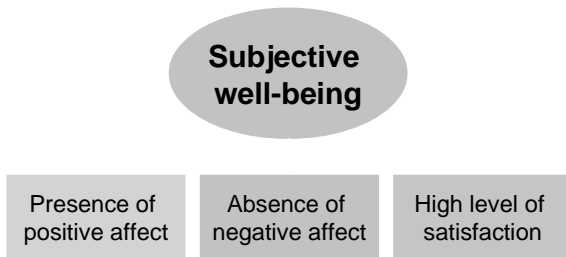 Subjective
well-being
Presence of
positive affect
Absence of
negative affect
High level of
satisfaction